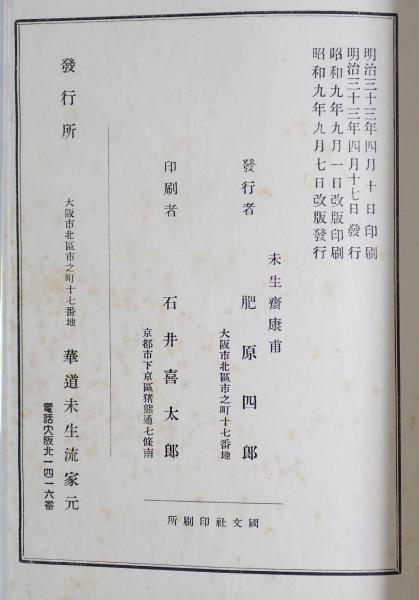 明治三十三年四月十日印刷
明治三十三年四月十七日發行
昭和九年九月一日改版印刷
昭和九年九月七日改版發行
未生齋康甫
發行者 肥原四郎
大阪市北區市之町十七番地
印刷者 石井喜太郎
京都市下京區猪熊通七條南
國文社印刷所
發行所 大阪市北區市之町十七番地 華道未生流家元
電話大阪北一四一六番